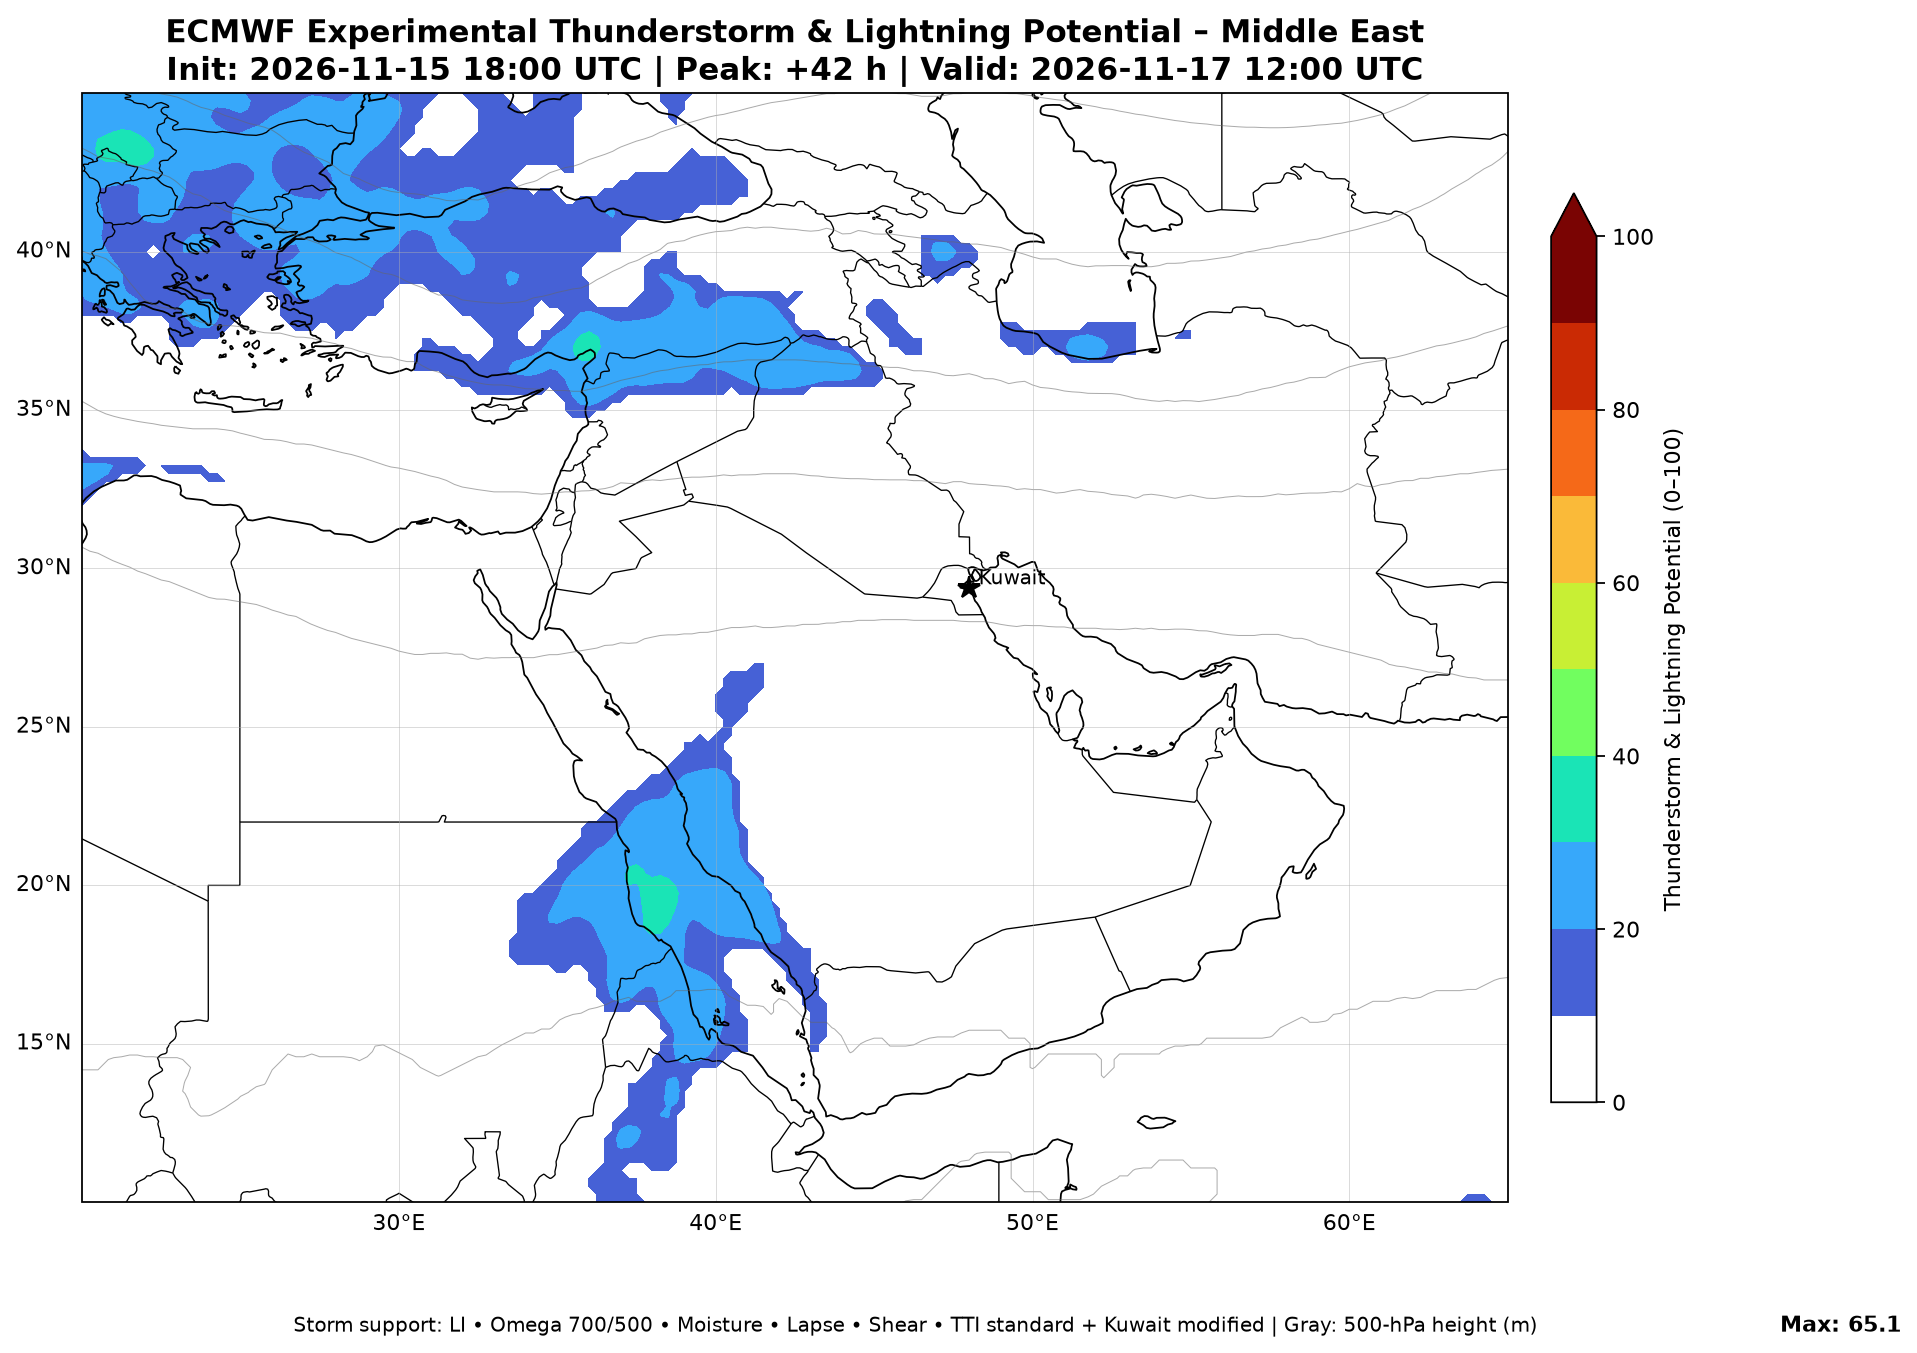 ECMWF Experimental Thunderstorm & Lightning Potential – Middle East
Init: 2026-11-15 18:00 UTC | Peak: +42 h | Valid: 2026-11-17 12:00 UTC
40°N
35°N
30°N
25°N
20°N
15°N
Kuwait
30°E
40°E
50°E
60°E
100
80
60
40
20
0
Thunderstorm & Lightning Potential (0–100)
Storm support: LI • Omega 700/500 • Moisture • Lapse • Shear • TTI standard + Kuwait modified | Gray: 500-hPa height (m)
Max: 65.1